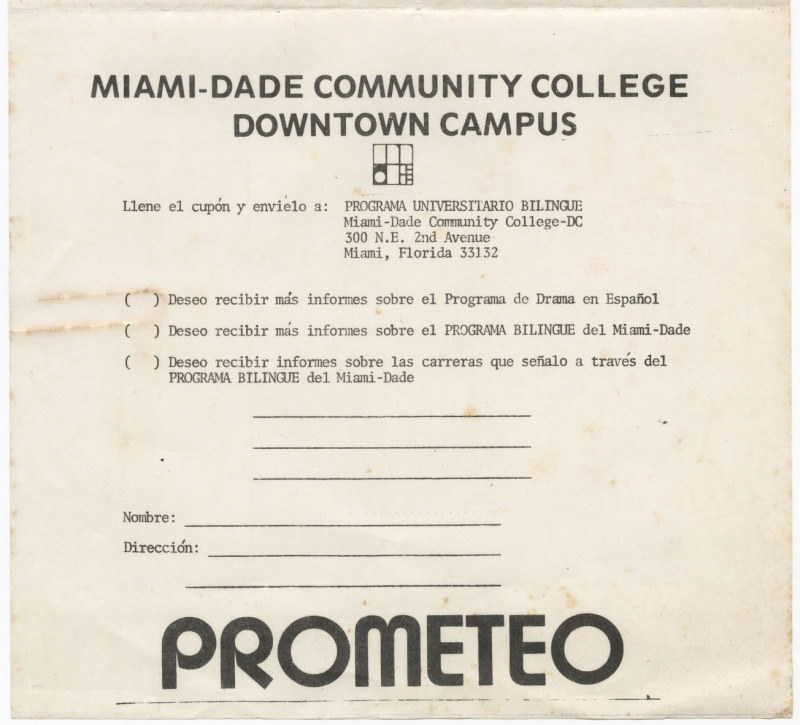 MIAMI-DADE COMMUNITY COLLEGE
DOWNTOWN CAMPUS
Llene el cupón y envielo a: PROGRAMA UNIVERSITARIO BILINGUE
Miami-Dade Community College-DC
300 N.E. 2nd Avenue
Miami, Florida 33132
( ) Deseo recibir más informes sobre el Programa de Drama en Español
( ) Deseo recibir más informes sobre el PROGRAMA BILINGUE del Miami-Dade
( ) Deseo recibir informes sobre las carreras que señalo a través del
PROGRAMA BILINGUE del Miami-Dade
Nombre:
Dirección:
PROMETEO